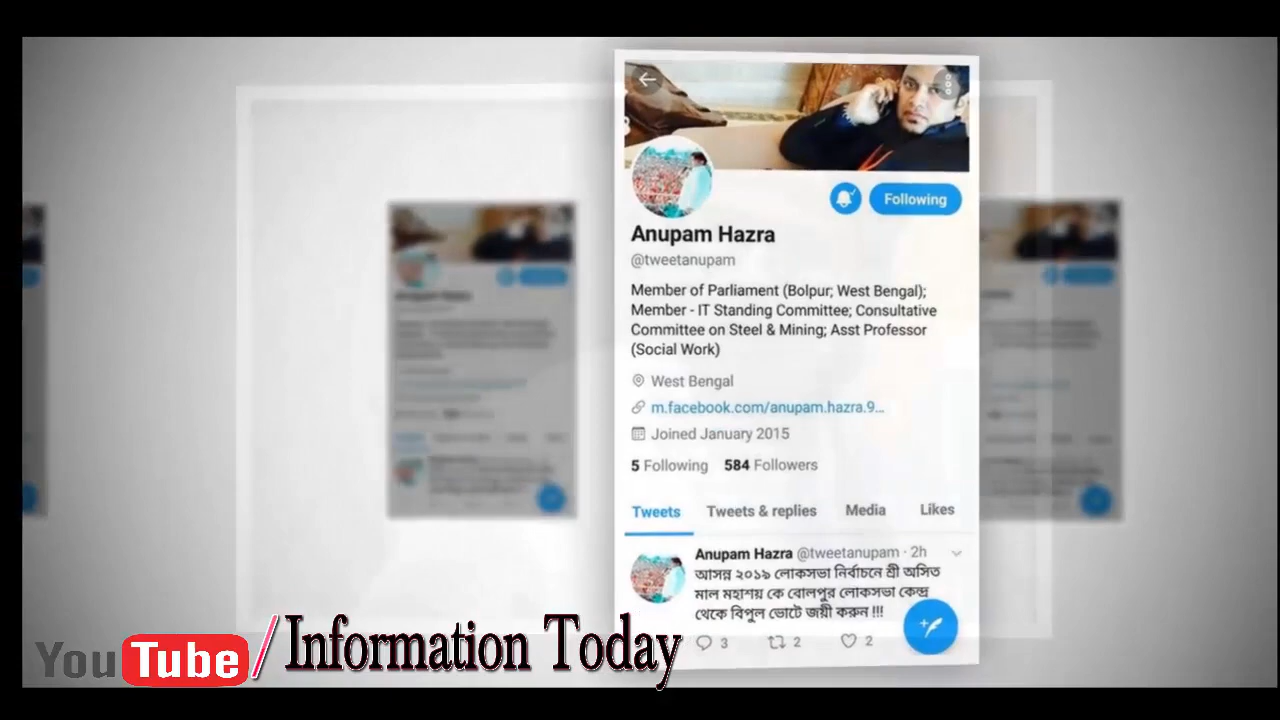 Following
Anupam Hazra
@tweetanupam
Member of Parliament (Bolpur; West Bengal);
Member - IT Standing Committee; Consultative
Committee on Steel & Mining; Asst Professor
(Social Work)
West Bengal
m.facebook.com/anupam.hazra.9...
Joined January 2015
5 Following 584 Followers
Tweets Tweets & replies Media Likes
Anupam Hazra @tweetanupam · 2h
আসন্ন ২০১৯ লোকসভা নির্বাচনে শ্রী অসিত
মাল মহাশয় কে বোলপুর লোকসভা কেন্দ্র
থেকে বিপুল ভোটে জয়ী করুন !!!
3 2 2
YouTube / Information Today